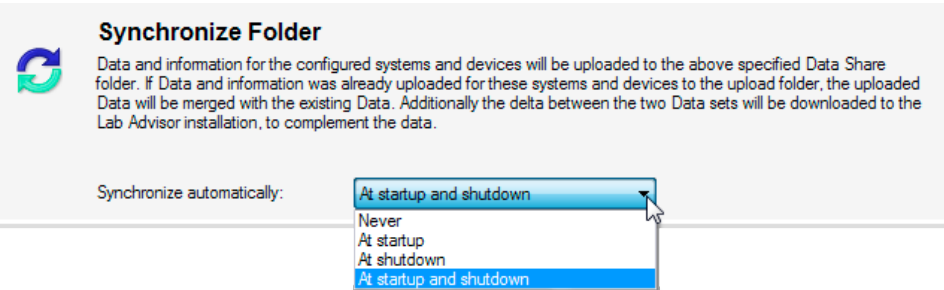 Synchronize Folder
Data and information for the configured systems and devices will be uploaded to the above specified Data Share
folder. If Data and information was already uploaded for these systems and devices to the upload folder, the uploaded
Data will be merged with the existing Data. Additionally the delta between the two Data sets will be downloaded to the
Lab Advisor installation, to complement the data.
Synchronize automatically:
At startup and shutdown
Never
At startup
At shutdown
At startup and shutdown